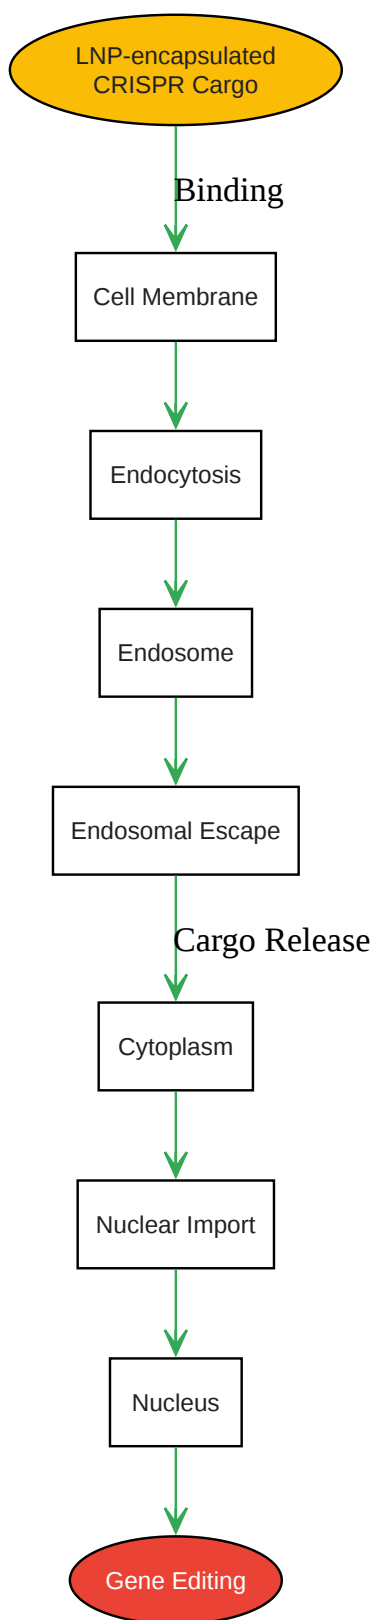 LNP-encapsulated
CRISPR Cargo
Binding
Cell Membrane
Endocytosis
Endosome
Endosomal Escape
Cargo Release
Cytoplasm
Nuclear Import
Nucleus
Gene Editing